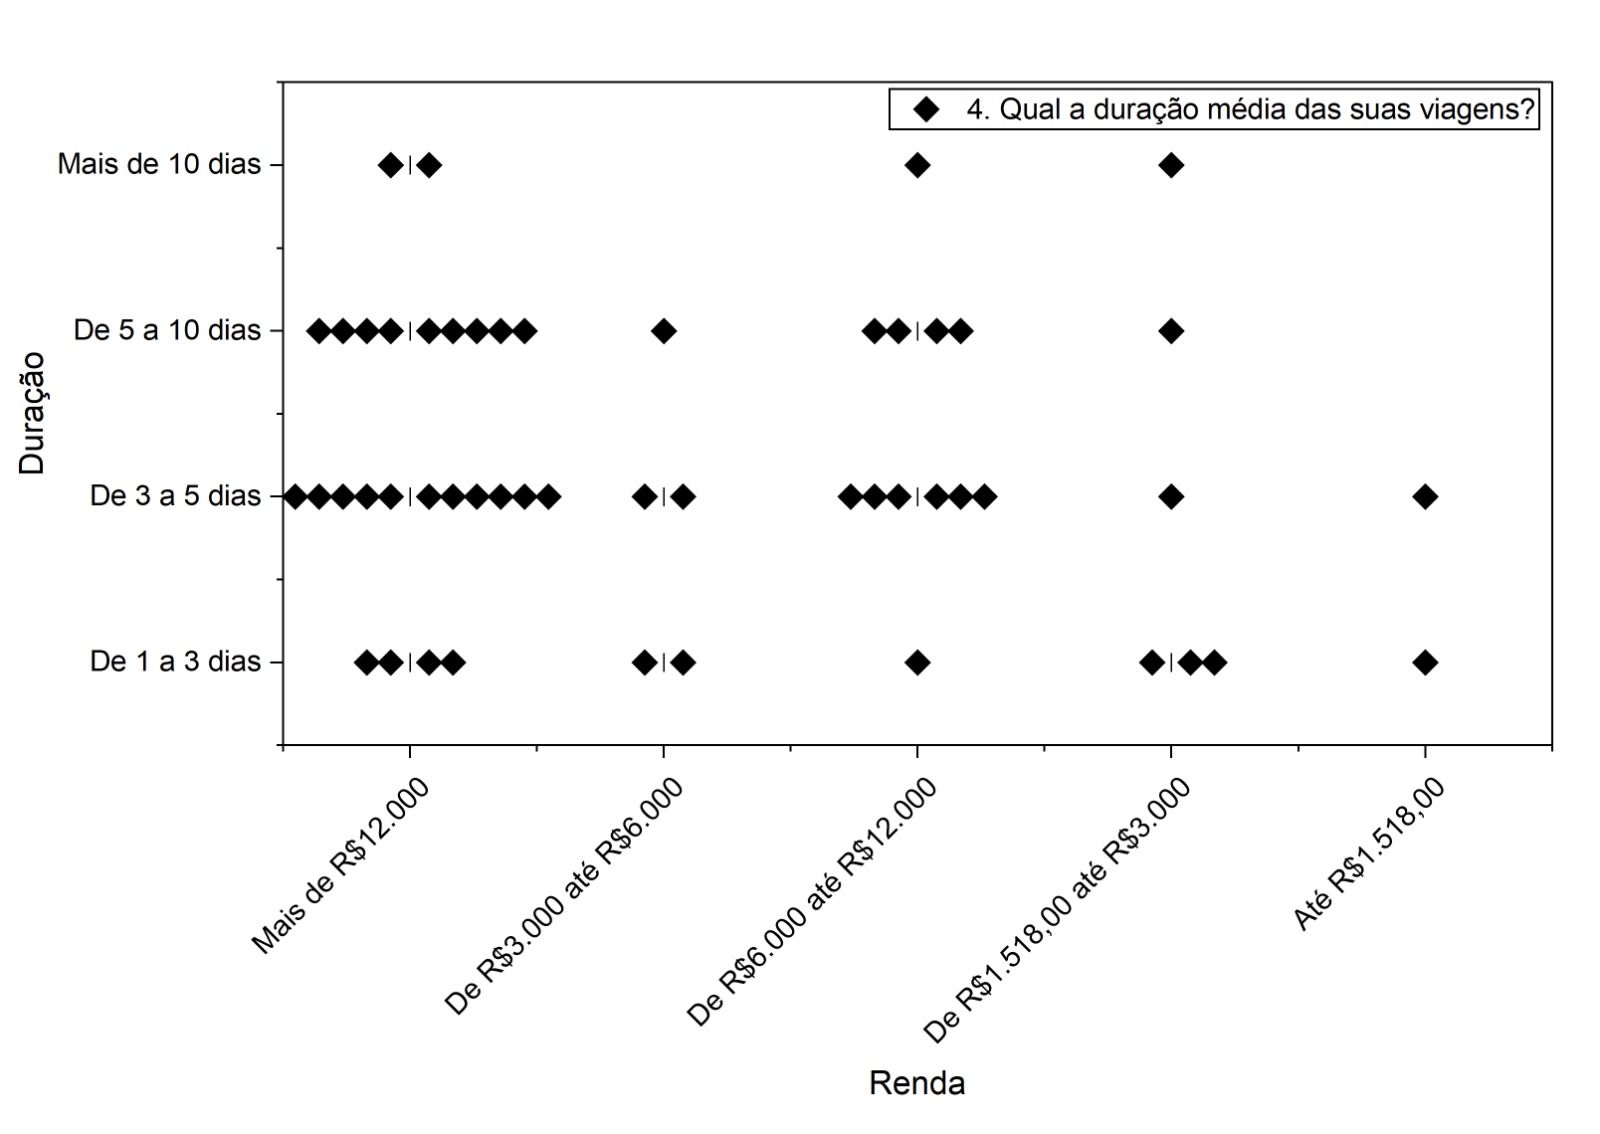 4. Qual a duração média das suas viagens?
Mais de 10 dias
De 5 a 10 dias
De 3 a 5 dias
De 1 a 3 dias
Duração
Mais de R$12.000
De R$3.000 até R$6.000
De R$6.000 até R$12.000
De R$1.518,00 até R$3.000
Até R$1.518,00
Renda